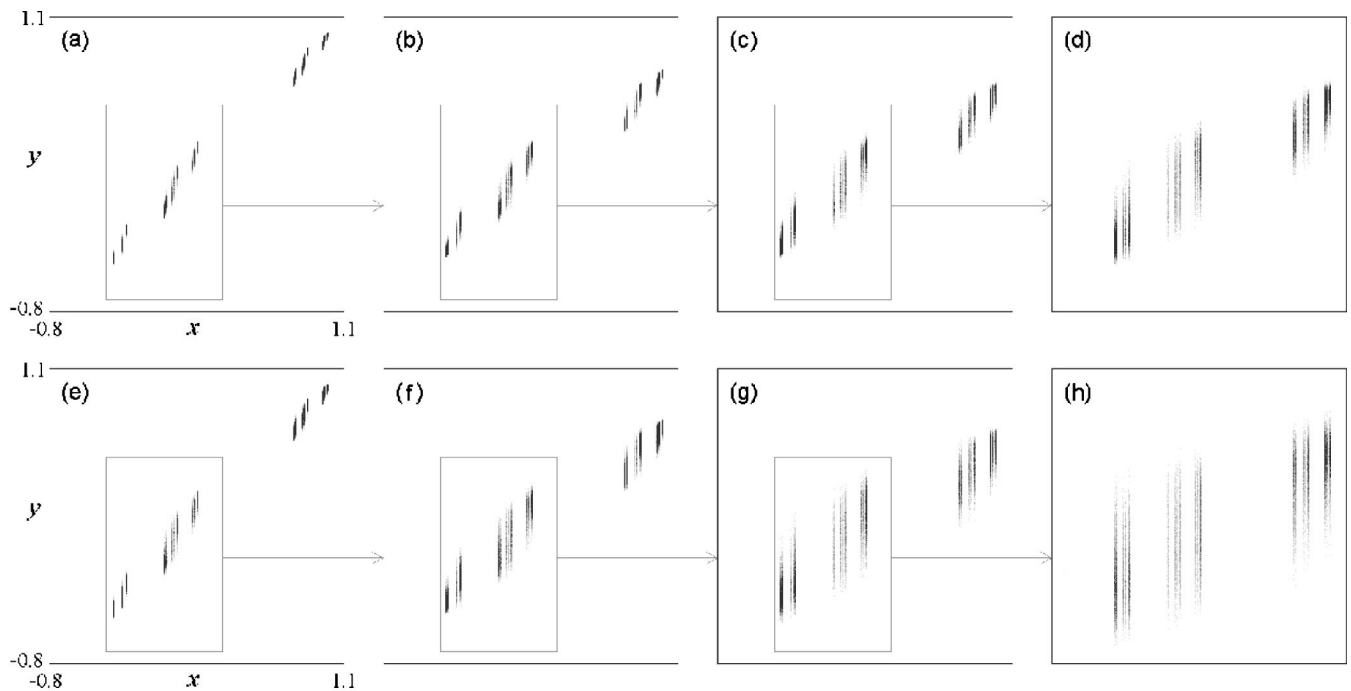 1.1
(a) (b) (c) (d)
y
-0.8
-0.8 x 1.1
1.1
(e) (f) (g) (h)
y
-0.8
-0.8 x 1.1